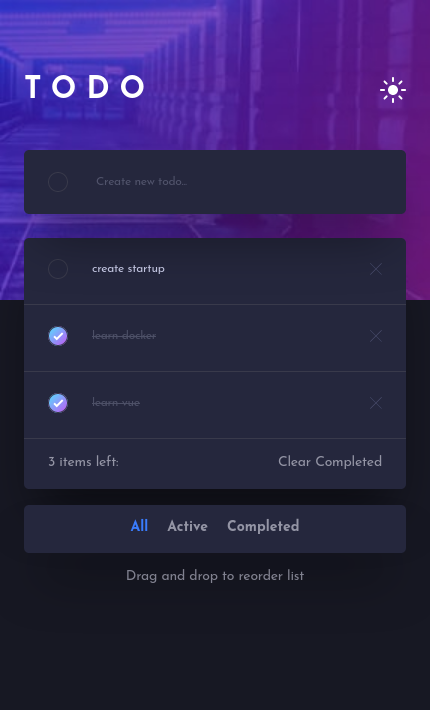 TODO
Create new todo...
create startup
learn docker
learn vue
3 items left:
Clear Completed
All Active Completed
Drag and drop to reorder list